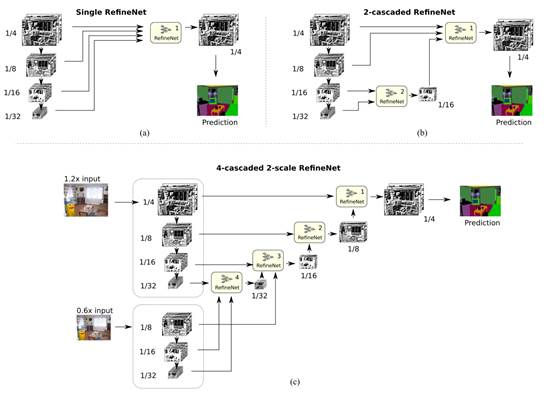 Single RefineNet
1/4
1/8
1/16
1/32
1
RefineNet
1/4
Prediction
(a)
2-cascaded RefineNet
1/4
1/8
1/16
1/32
1
RefineNet
2
RefineNet
1/16
1/4
Prediction
(b)
4-cascaded 2-scale RefineNet
1.2x input
1/4
1/8
1/16
1/32
0.6x input
1/8
1/16
1/32
4
RefineNet
1/32
3
RefineNet
1/16
2
RefineNet
1/8
1
RefineNet
1/4
Prediction
(c)